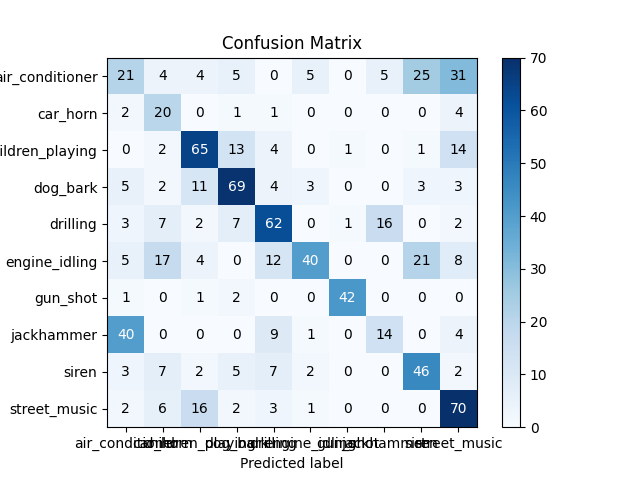 Confusion Matrix
air_conditioner 21 4 4 5 0 5 0 5 25 31
car_horn 2 20 0 1 1 0 0 0 0 4
ildren_playing 0 2 65 13 4 0 1 0 1 14
dog_bark 5 2 11 69 4 3 0 0 3 3
drilling 3 7 2 7 62 0 1 16 0 2
engine_idling 5 17 4 0 12 40 0 0 21 8
gun_shot 1 0 1 2 0 0 42 0 0 0
jackhammer 40 0 0 0 9 1 0 14 0 4
siren 3 7 2 5 7 2 0 0 46 2
street_music 2 6 16 2 3 1 0 0 0 70
street_music
Predicted label
70
60
50
40
30
20
10
0